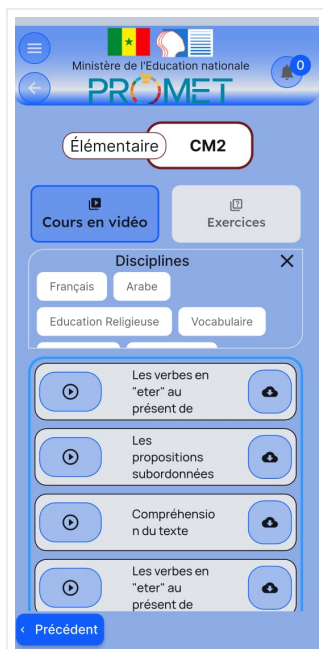 Ministère de l'Education nationale
0
PROMET
Élémentaire
CM2
Cours en vidéo
Exercices
Disciplines
Français
Arabe
Education Religieuse
Vocabulaire
Les verbes en
"eter" au
présent de
Les
propositions
subordonnées
Compréhensio
n du texte
Les verbes en
"eter" au
présent de
Précédent